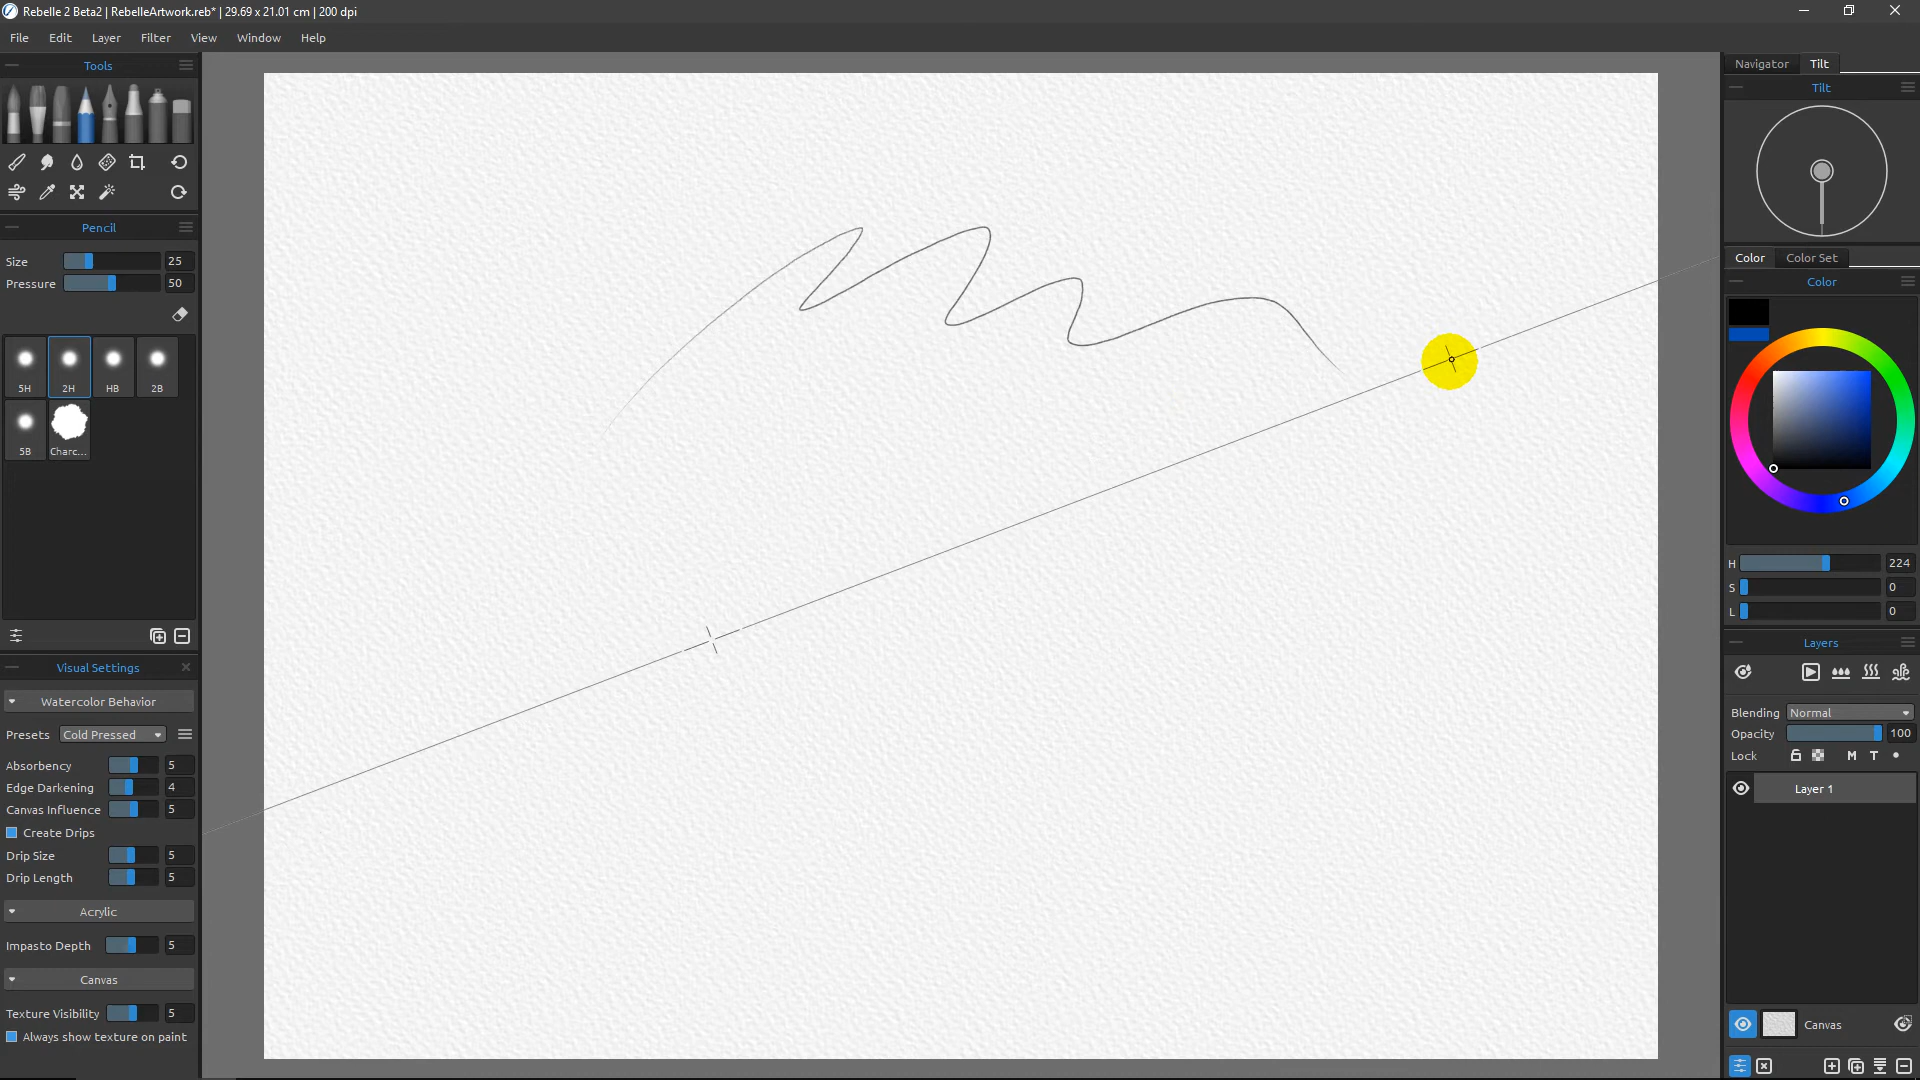 Rebelle 2 Beta2 | RebelleArtwork.reb* | 29.69 x 21.01 cm | 200 dpi
File Edit Layer Filter View Window Help
Tools
Pencil
Size 25
Pressure 50
5H 2H HB 2B
5B Charc...
Visual Settings
Watercolor Behavior
Presets Cold Pressed
Absorbency 5
Edge Darkening 4
Canvas Influence 5
Create Drips
Drip Size 5
Drip Length 5
Acrylic
Impasto Depth 5
Canvas
Texture Visibility 5
Always show texture on paint
Navigator Tilt
Tilt
Color Color Set
Color
H 224
S 0
L 0
Layers
Blending Normal
Opacity 100
Lock M T
Layer 1
Canvas